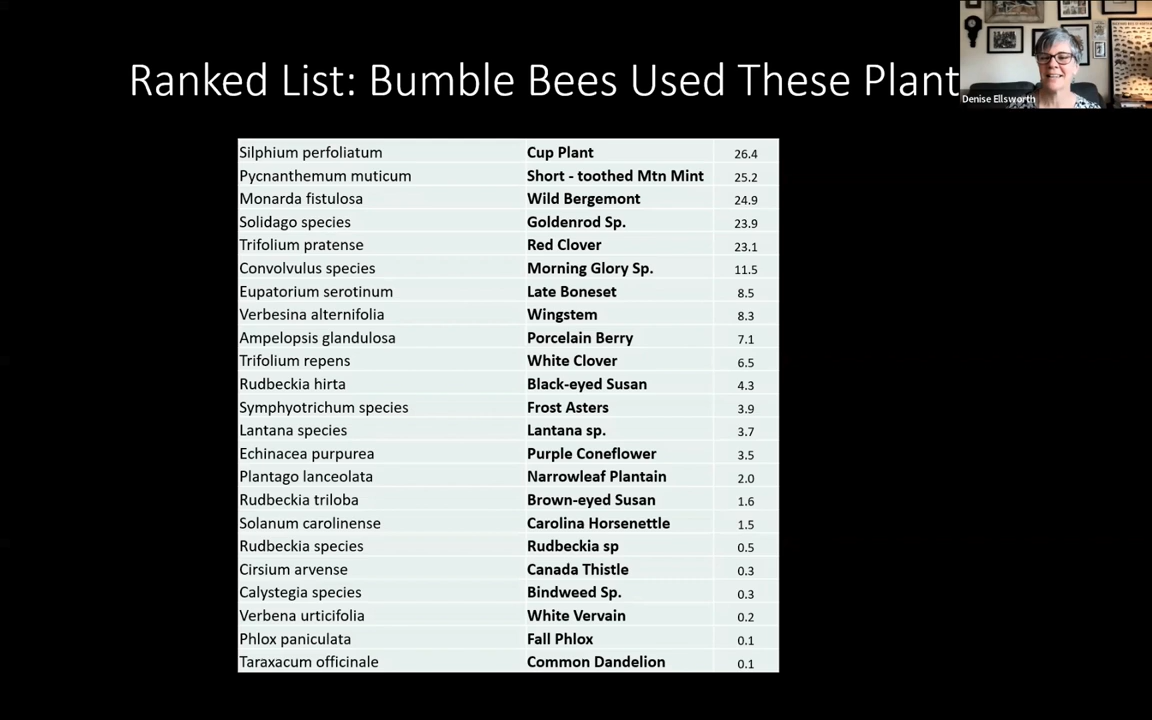 Ranked List: Bumble Bees Used These Plant
Denise Ellsworth
Silphium perfoliatum Cup Plant 26.4
Pycnanthemum muticum Short - toothed Mtn Mint 25.2
Monarda fistulosa Wild Bergemont 24.9
Solidago species Goldenrod Sp. 23.9
Trifolium pratense Red Clover 23.1
Convolvulus species Morning Glory Sp. 11.5
Eupatorium serotinum Late Boneset 8.5
Verbesina alternifolia Wingstem 8.3
Ampelopsis glandulosa Porcelain Berry 7.1
Trifolium repens White Clover 6.5
Rudbeckia hirta Black-eyed Susan 4.3
Symphyotrichum species Frost Asters 3.9
Lantana species Lantana sp. 3.7
Echinacea purpurea Purple Coneflower 3.5
Plantago lanceolata Narrowleaf Plantain 2.0
Rudbeckia triloba Brown-eyed Susan 1.6
Solanum carolinense Carolina Horsenettle 1.5
Rudbeckia species Rudbeckia sp 0.5
Cirsium arvense Canada Thistle 0.3
Calystegia species Bindweed Sp. 0.3
Verbena urticifolia White Vervain 0.2
Phlox paniculata Fall Phlox 0.1
Taraxacum officinale Common Dandelion 0.1